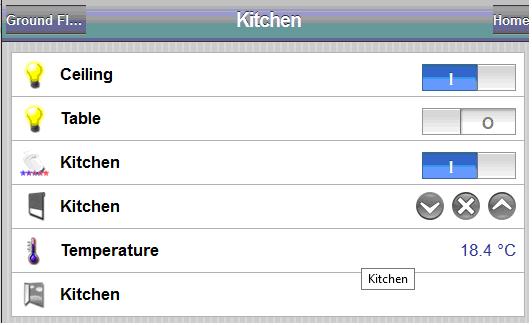 Ground Fl...
Kitchen
Home
Ceiling
I
Table
O
Kitchen
I
Kitchen
Temperature
18.4 °C
Kitchen
Kitchen